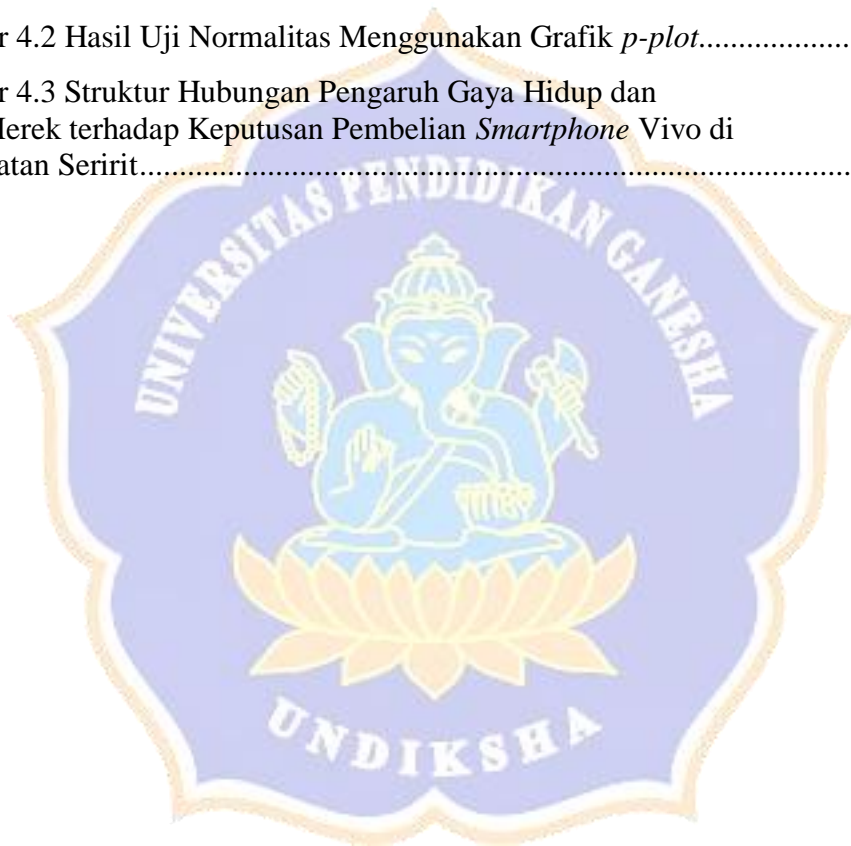 r 4.2 Hasil Uji Normalitas Menggunakan Grafik p-plot...................
r 4.3 Struktur Hubungan Pengaruh Gaya Hidup dan
Merek terhadap Keputusan Pembelian Smartphone Vivo di
atan Seririt.........................................................................................
UNIVERSITAS PENDIDIKAN GANESHA
UNDIKSHA